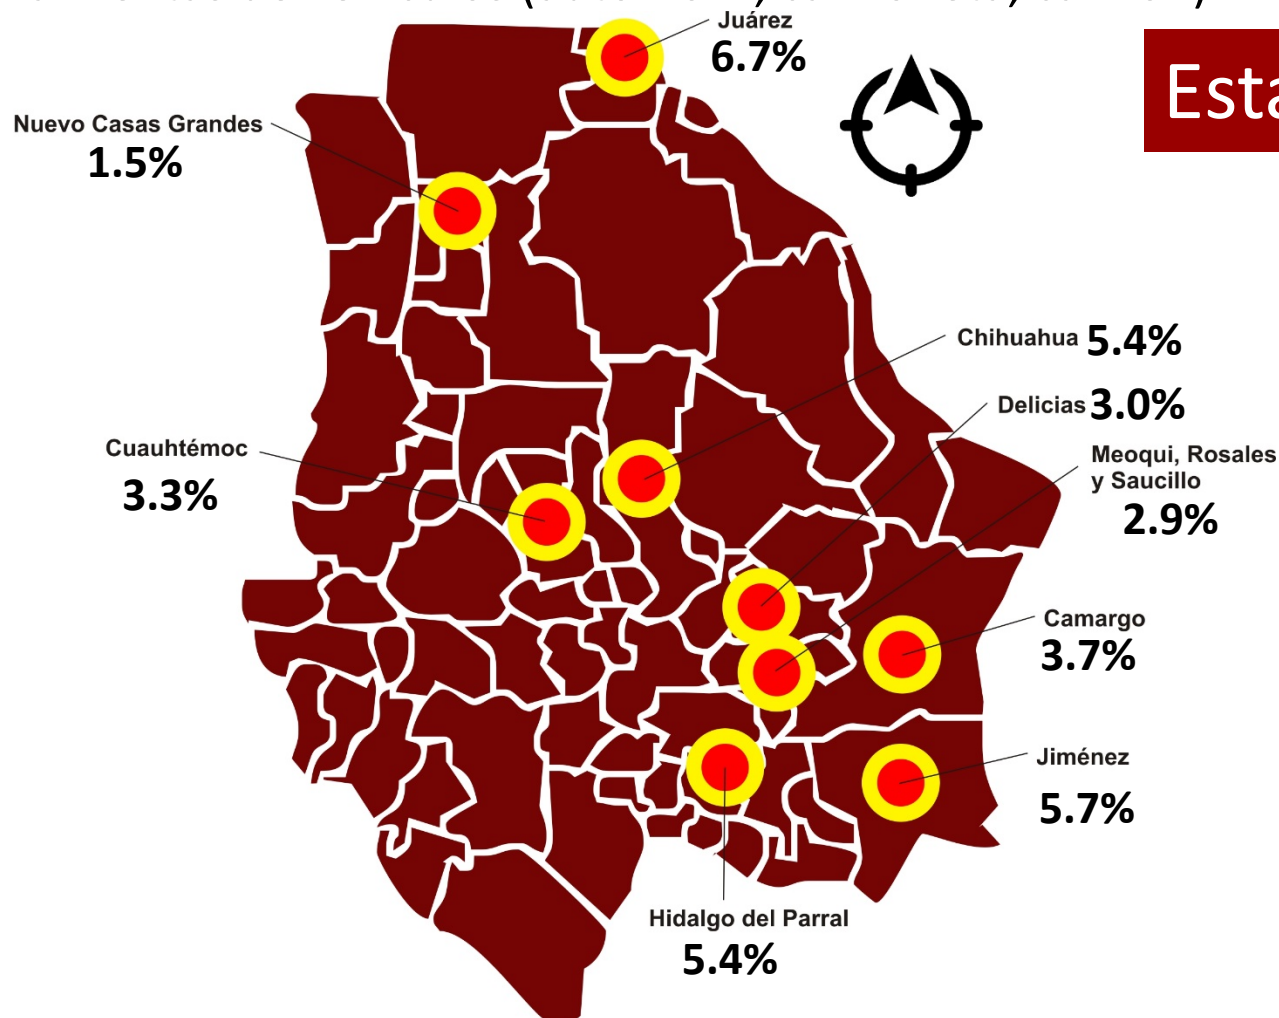 Juárez
6.7%
Esta
Nuevo Casas Grandes
1.5%
Chihuahua 5.4%
Delicias 3.0%
Cuauhtémoc
3.3%
Meoqui, Rosales
y Saucillo
2.9%
Camargo
3.7%
Jiménez
5.7%
Hidalgo del Parral
5.4%